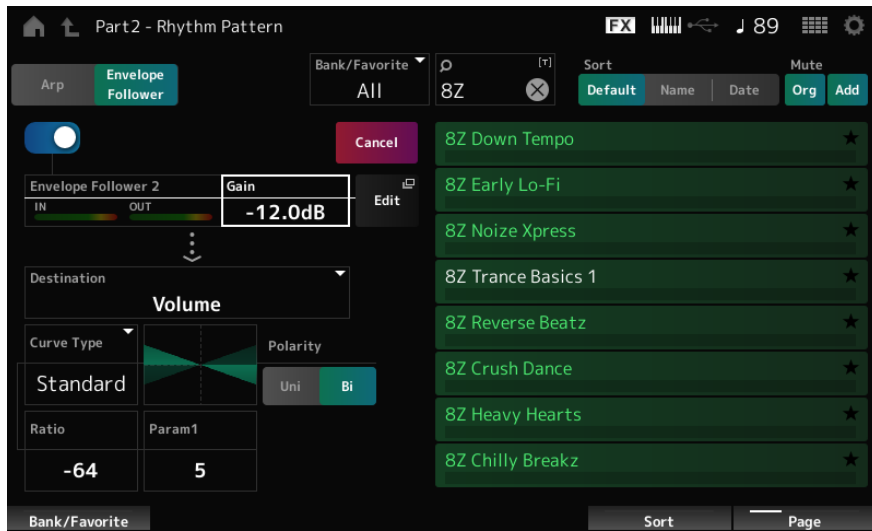 Part2 - Rhythm Pattern
FX
♩ 89
Arp
Envelope
Follower
Bank/Favorite
All
[T]
8Z
Sort
Default
Name
Date
Mute
Org
Add
Cancel
Envelope Follower 2
IN
OUT
Gain
-12.0dB
Edit
Destination
Volume
Curve Type
Standard
Polarity
Uni
Bi
Ratio
-64
Param1
5
8Z Down Tempo
8Z Early Lo-Fi
8Z Noize Xpress
8Z Trance Basics 1
8Z Reverse Beatz
8Z Crush Dance
8Z Heavy Hearts
8Z Chilly Breakz
Bank/Favorite
Sort
Page